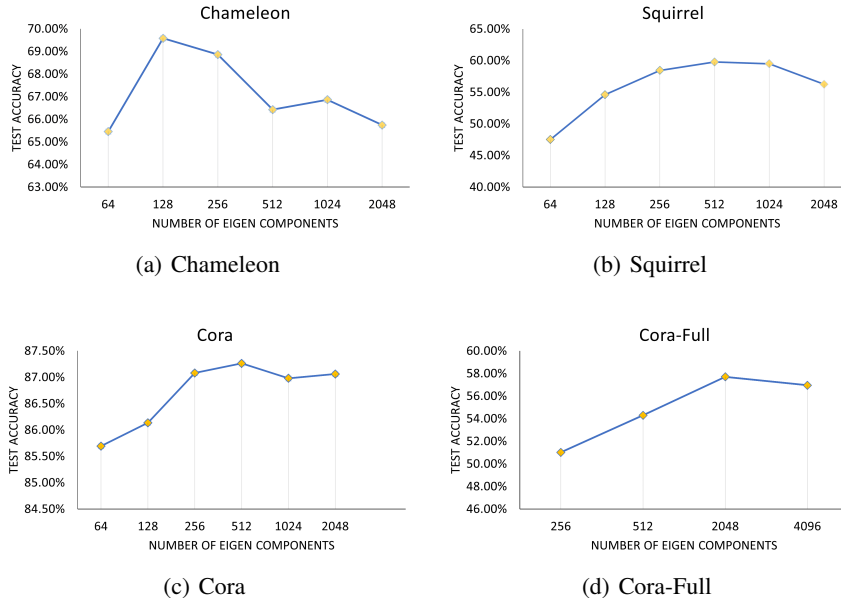 Chameleon
70.00%
69.00%
68.00%
67.00%
66.00%
65.00%
64.00%
63.00%
TEST ACCURACY
64 128 256 512 1024 2048
NUMBER OF EIGEN COMPONENTS
(a) Chameleon
Squirrel
65.00%
60.00%
55.00%
50.00%
45.00%
40.00%
TEST ACCURACY
64 128 256 512 1024 2048
NUMBER OF EIGEN COMPONENTS
(b) Squirrel
Cora
87.50%
87.00%
86.50%
86.00%
85.50%
85.00%
84.50%
TEST ACCURACY
64 128 256 512 1024 2048
NUMBER OF EIGEN COMPONENTS
(c) Cora
Cora-Full
60.00%
58.00%
56.00%
54.00%
52.00%
50.00%
48.00%
46.00%
TEST ACCURACY
256 512 2048 4096
NUMBER OF EIGEN COMPONENTS
(d) Cora-Full